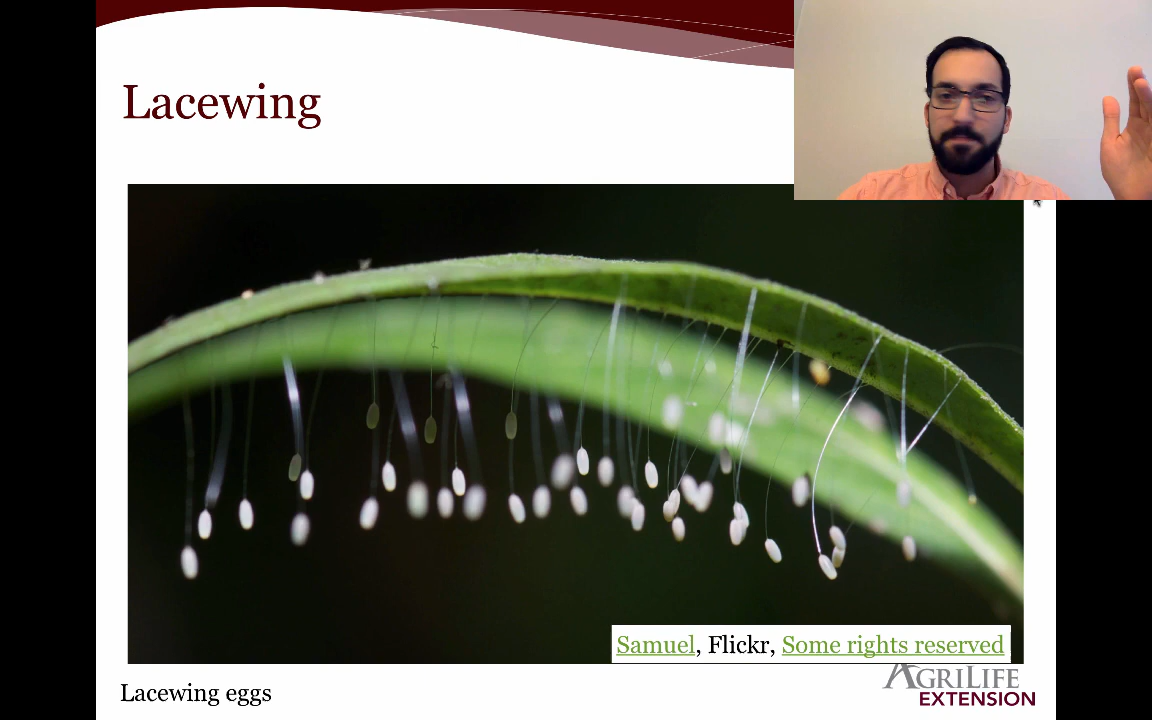 Lacewing
Samuel, Flickr, Some rights reserved
Lacewing eggs
AGRILIFE
EXTENSION